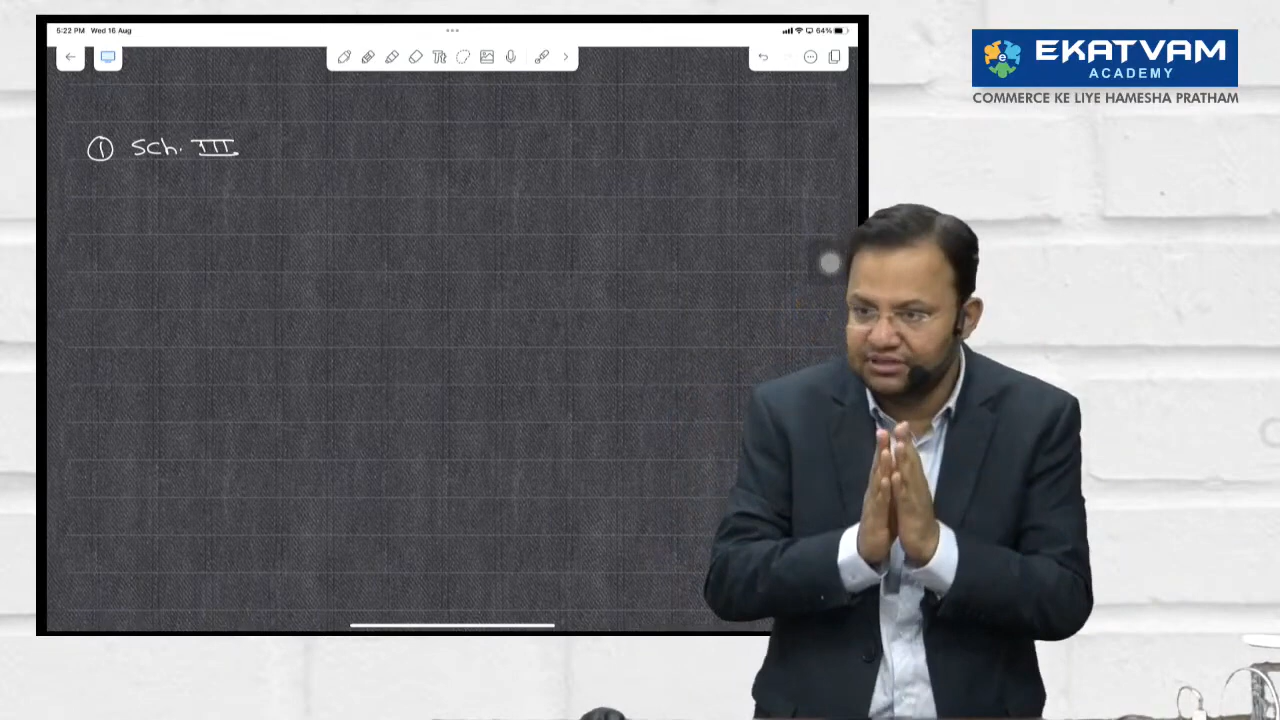 5:22 PM Wed 16 Aug
64%
EKATVAM
ACADEMY
COMMERCE KE LIYE HAMESHA PRATHAM
① Sch. III